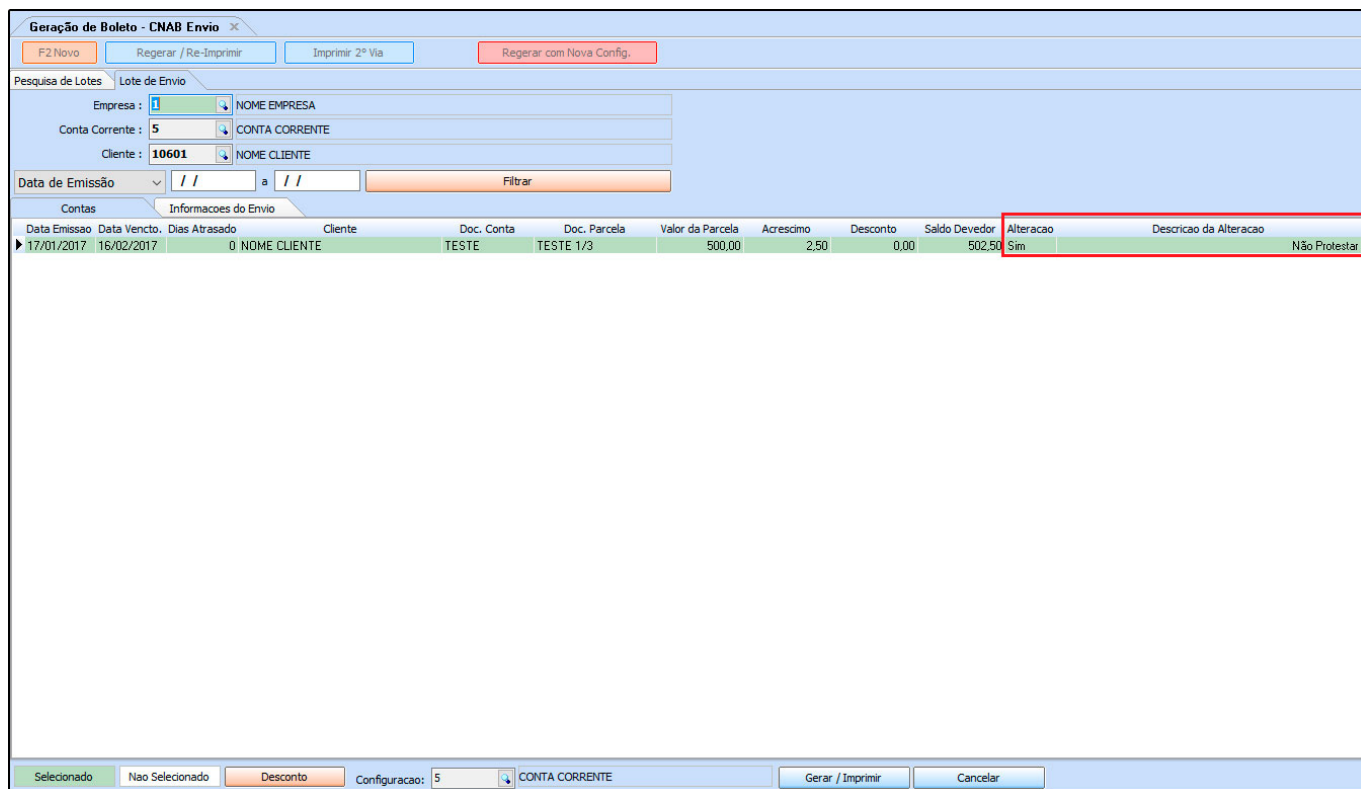 Geração de Boleto - CNAB Envio
F2 Novo Regerar / Re-Imprimir Imprimir 2º Via Regerar com Nova Config.
Pesquisa de Lotes Lote de Envio
Empresa : 1 NOME EMPRESA
Conta Corrente : 5 CONTA CORRENTE
Cliente : 10601 NOME CLIENTE
Data de Emissão / / a / / Filtrar
Contas Informacoes do Envio
Data Emissao Data Vencto. Dias Atrasado Cliente Doc. Conta Doc. Parcela Valor da Parcela Acrescimo Desconto Saldo Devedor Alteracao Descricao da Alteracao
17/01/2017 16/02/2017 0 NOME CLIENTE TESTE TESTE 1/3 500,00 2,50 0,00 502,50 Sim Não Protestar
Selecionado Nao Selecionado Desconto Configuracao: 5 CONTA CORRENTE Gerar / Imprimir Cancelar